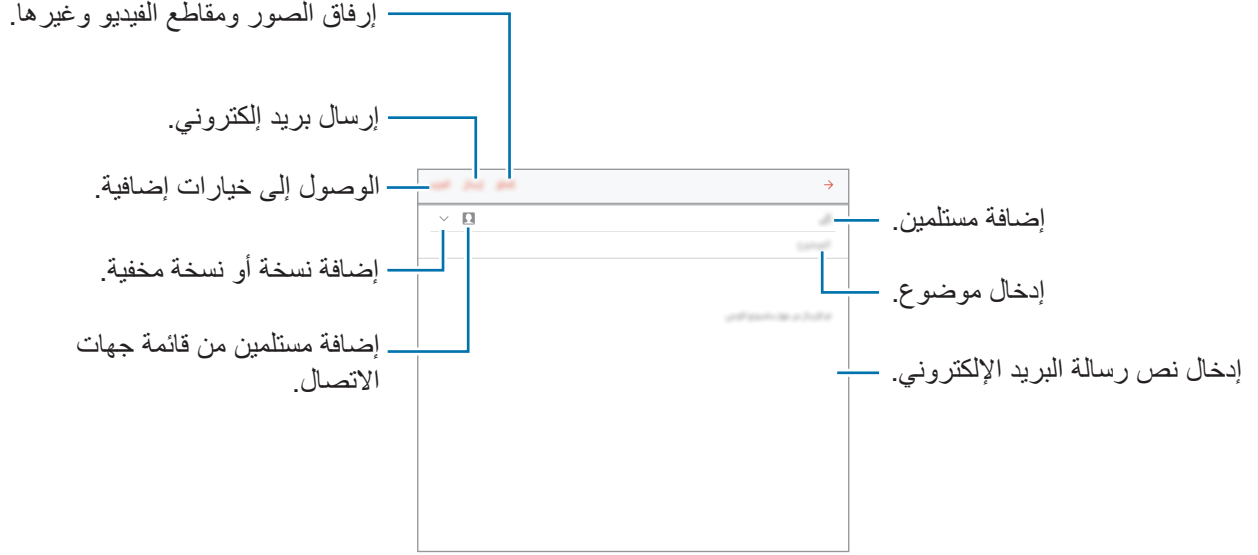 إرفاق الصور ومقاطع الفيديو وغيرها.
إرسال بريد إلكتروني.
الوصول إلى خيارات إضافية.
إضافة مستلمين.
إضافة نسخة أو نسخة مخفية.
إدخال موضوع.
إضافة مستلمين من قائمة جهات
الاتصال.
إدخال نص رسالة البريد الإلكتروني.